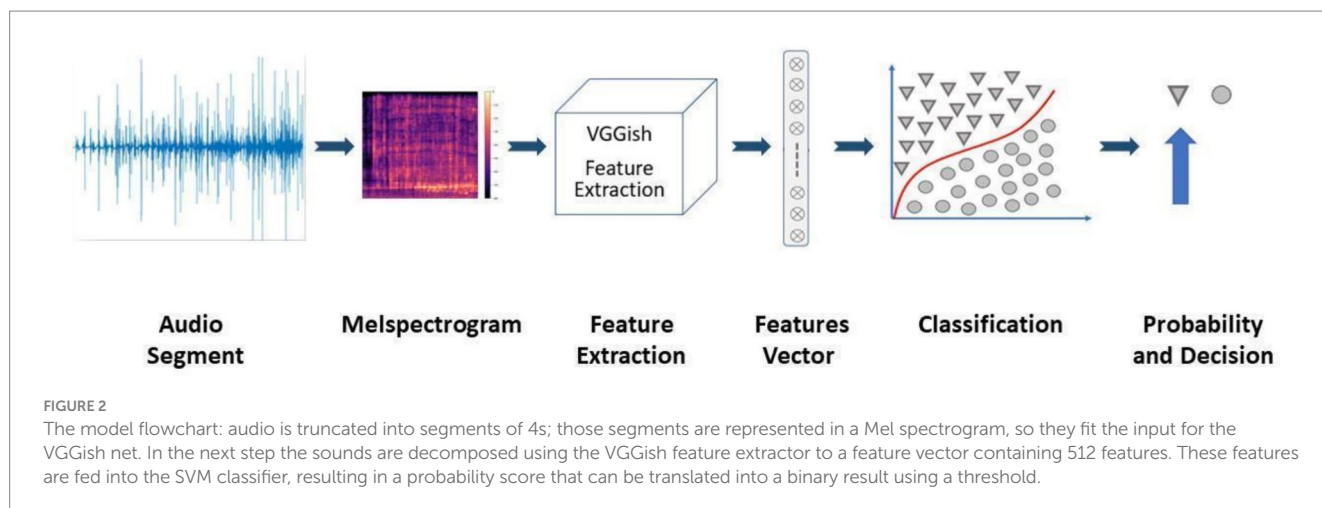 VGGish
Feature
Extraction
Audio
Segment
Melspectrogram
Feature
Extraction
Features
Vector
Classification
Probability
and Decision
FIGURE 2
The model flowchart: audio is truncated into segments of 4s; those segments are represented in a Mel spectrogram, so they fit the input for the
VGGish net. In the next step the sounds are decomposed using the VGGish feature extractor to a feature vector containing 512 features. These features
are fed into the SVM classifier, resulting in a probability score that can be translated into a binary result using a threshold.